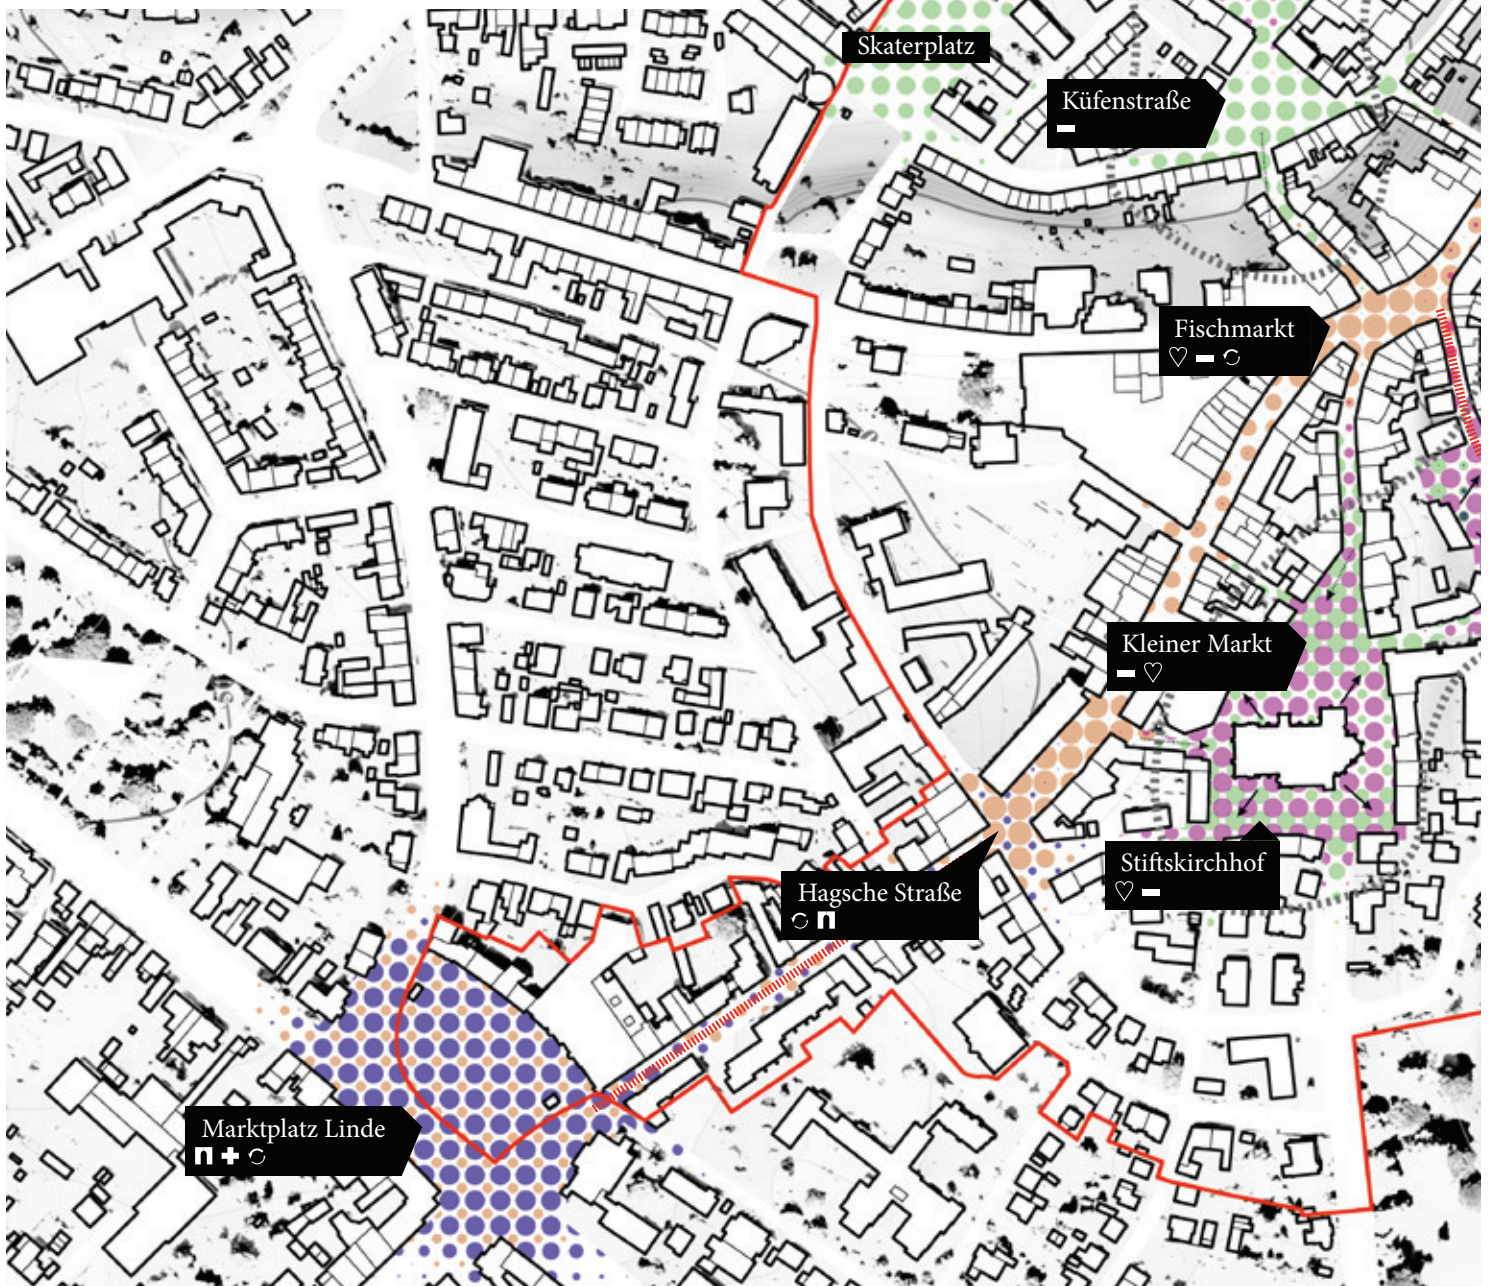 Skaterplatz
Küfenstraße
Fischmarkt
Kleiner Markt
Stiftskirchhof
Hagsche Straße
Marktplatz Linde